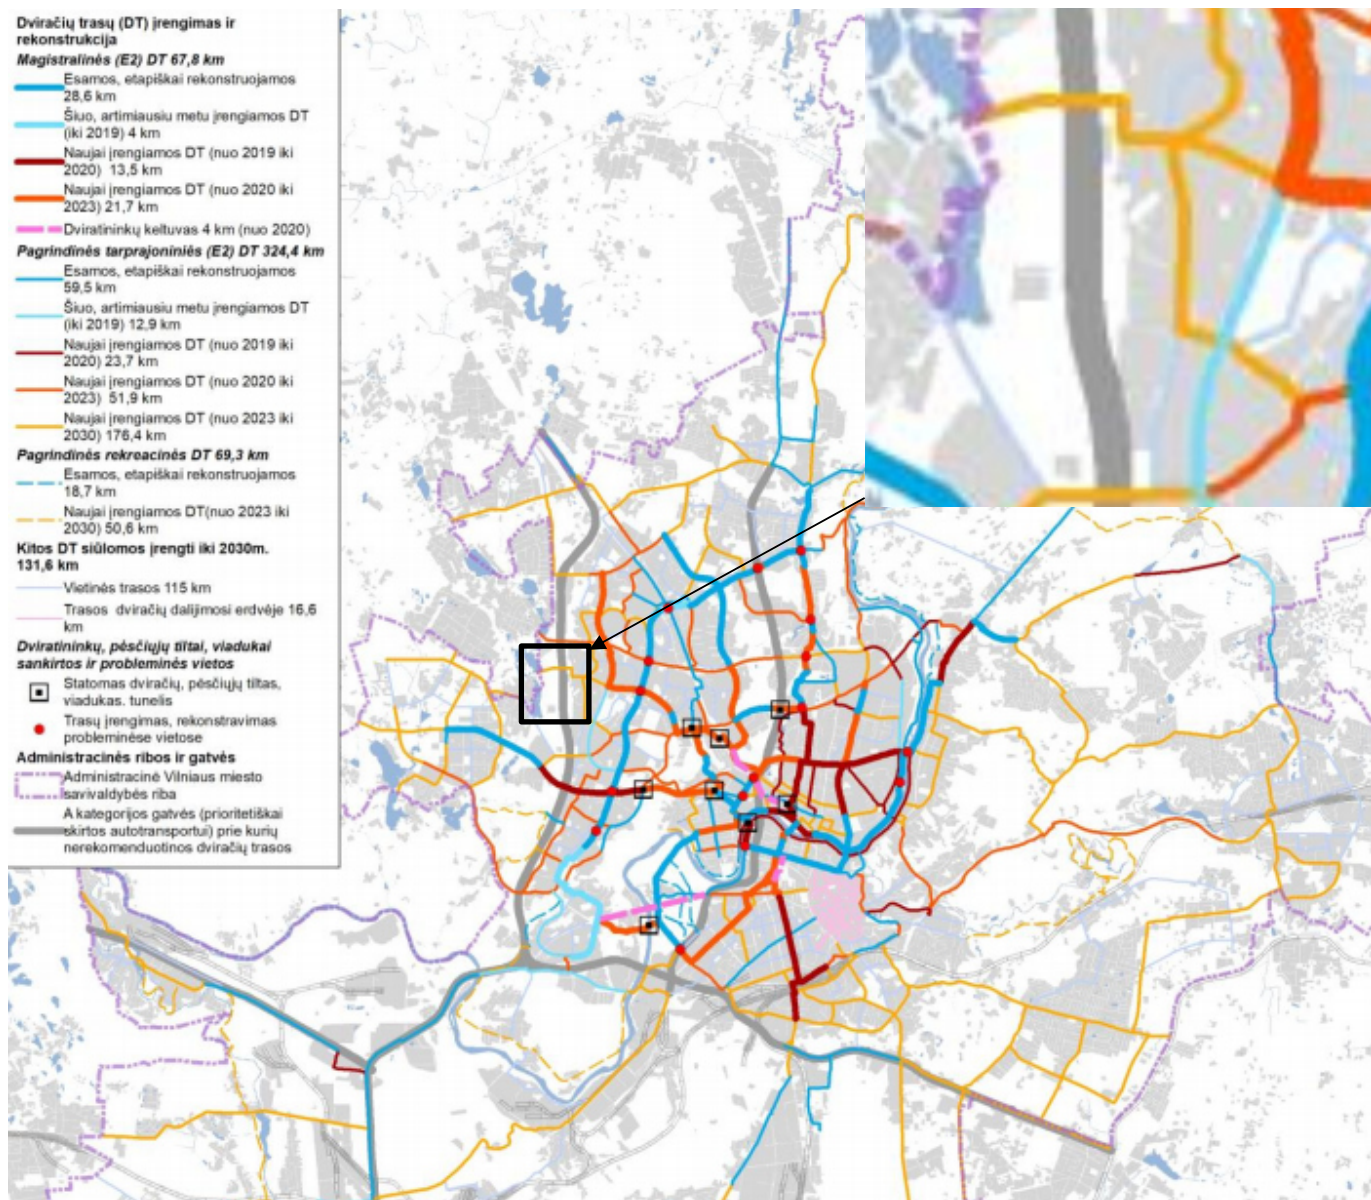 Dviračių trasų (DT) įrengimas ir
rekonstrukcija
Magistralinės (E2) DT 67,8 km
Esamos, etapiškai rekonstruojamos
28,6 km
Šiuo, artimiausiu metu įrengiamos DT
(iki 2019) 4 km
Naujai įrengiamos DT (nuo 2019 iki
2020) 13,5 km
Naujai įrengiamos DT (nuo 2020 iki
2023) 21,7 km
Dviratininkų keltuvas 4 km (nuo 2020)
Pagrindinės tarprajoniniės (E2) DT 324,4 km
Esamos, etapiškai rekonstruojamos
59,5 km
Šiuo, artimiausiu metu įrengiamos DT
(iki 2019) 12,9 km
Naujai įrengiamos DT (nuo 2019 iki
2020) 23,7 km
Naujai įrengiamos DT (nuo 2020 iki
2023) 51,9 km
Naujai įrengiamos DT (nuo 2023 iki
2030) 176,4 km
Pagrindinės rekreacinės DT 69,3 km
Esamos, etapiškai rekonstruojamos
18,7 km
Naujai įrengiamos DT(nuo 2023 iki
2030) 50,6 km
Kitos DT siūlomos įrengti iki 2030m.
131,6 km
Vietinės trasos 115 km
Trasos dviračių dalijimosi erdvėje 16,6
km
Dviratininkų, pėsčiųjų tiltai, viadukai
sankirtos ir probleminės vietos
Statomas dviračių, pėsčiųjų tiltas,
viadukas. tunelis
Trasų įrengimas, rekonstravimas
probleminėse vietose
Administracinės ribos ir gatvės
Administracinė Vilniaus miesto
savivaldybės riba
A kategorijos gatvės (prioritetiškai
skirtos autotransportui) prie kurių
nerekomenduotinos dviračių trasos